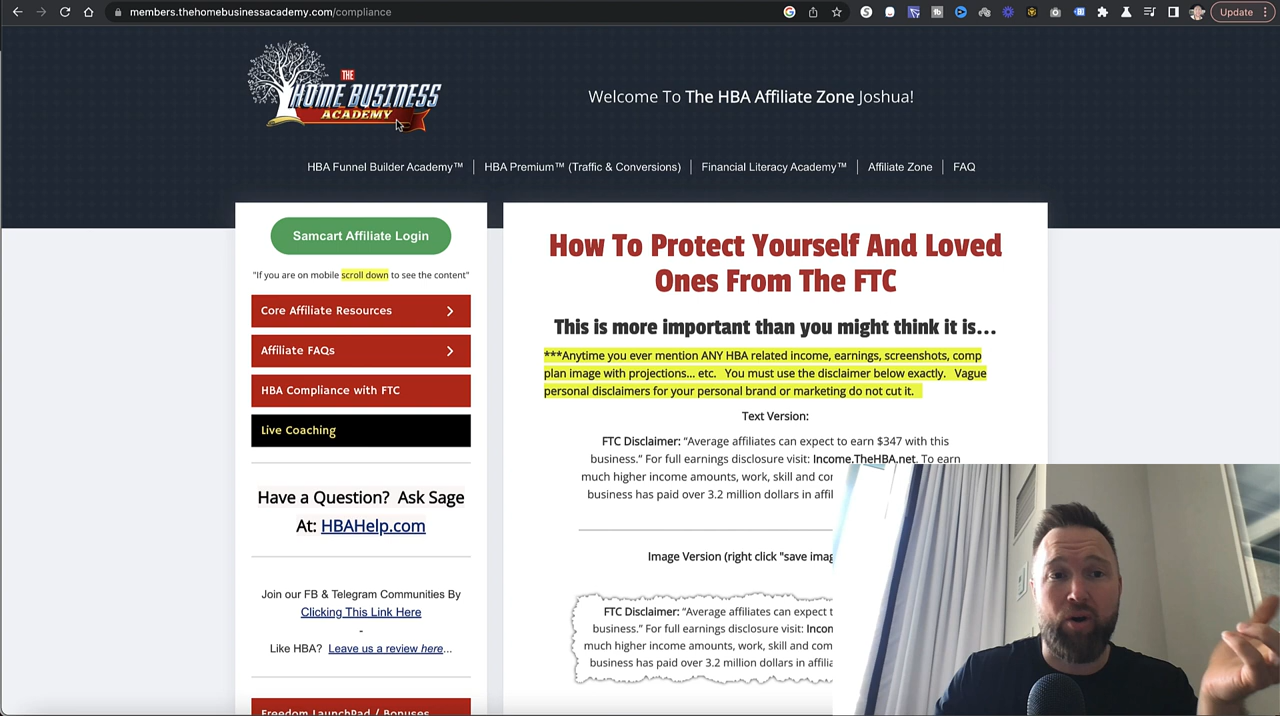 members.thehomebusinessacademy.com/compliance
Update
THE
HOME BUSINESS
ACADEMY
Welcome To The HBA Affiliate Zone Joshua!
HBA Funnel Builder Academy™
HBA Premium™ (Traffic & Conversions)
Financial Literacy Academy™
Affiliate Zone
FAQ
Samcart Affiliate Login
"If you are on mobile scroll down to see the content"
Core Affiliate Resources
Affiliate FAQs
HBA Compliance with FTC
Live Coaching
Have a Question? Ask Sage
At: HBAHelp.com
Join our FB & Telegram Communities By
Clicking This Link Here
-
Like HBA? Leave us a review here...
Freedom LaunchPad / Bonuses
How To Protect Yourself And Loved
Ones From The FTC
This is more important than you might think it is...
***Anytime you ever mention ANY HBA related income, earnings, screenshots, comp
plan image with projections... etc. You must use the disclaimer below exactly. Vague
personal disclaimers for your personal brand or marketing do not cut it.
Text Version:
FTC Disclaimer: “Average affiliates can expect to earn $347 with this
business.” For full earnings disclosure visit: Income.TheHBA.net. To earn
much higher income amounts, work, skill and
business has paid over 3.2 million dollars in
Image Version (right click "save
FTC Disclaimer: “Average affiliates can expect
business.” For full earnings disclosure visit:
much higher income amounts, work, skill and
business has paid over 3.2 million dollars in